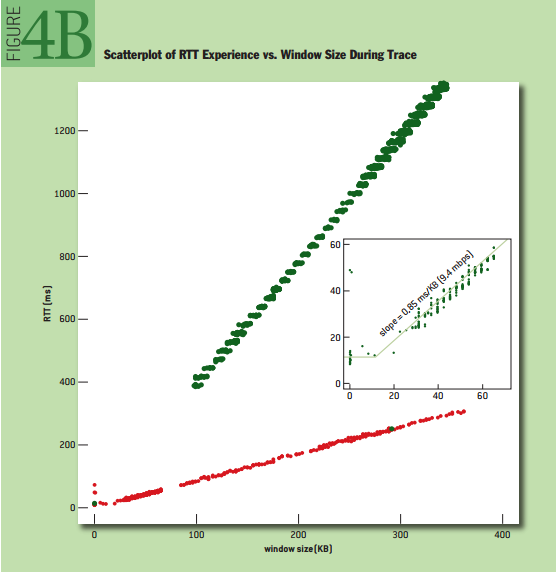 FIGURE 4B
Scatterplot of RTT Experience vs. Window Size During Trace
RTT (ms)
1200
1000
800
600
400
200
0
0 100 200 300 400
window size(KB)
60
40
20
0
0 20 40 60
slope = 0.85 ms/KB (9.4 mbps)